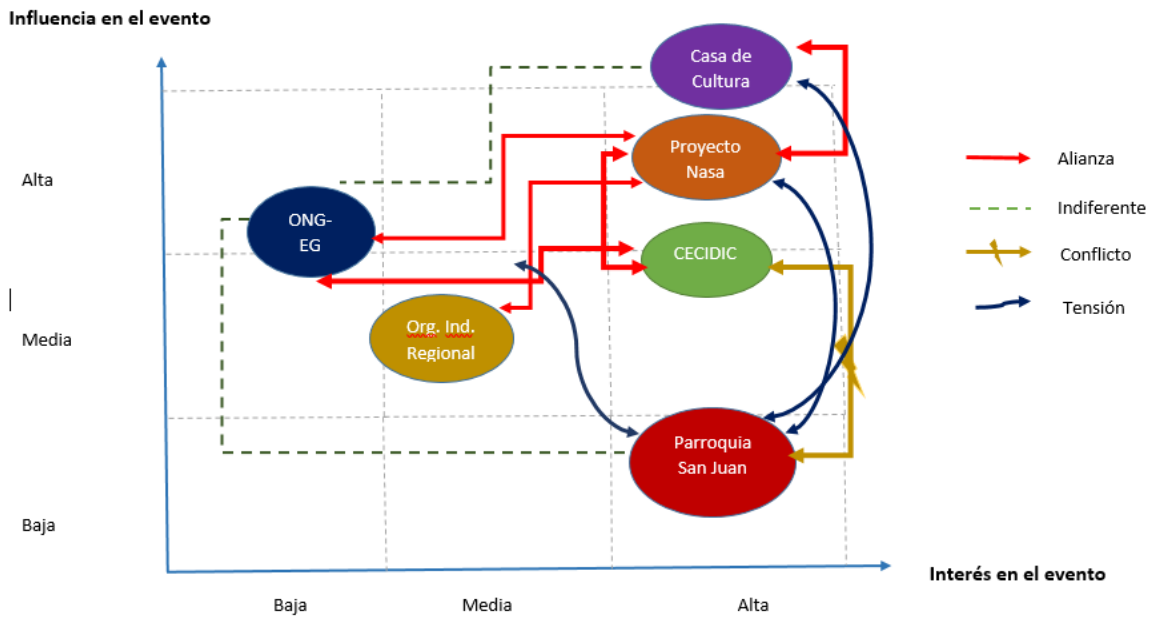 Influencia en el evento
Casa de
Cultura
Proyecto
Nasa
Alianza
Alta
Indiferente
ONG-
EG
CECIDIC
Conflicto
Tensión
Org. Ind.
Regional
Media
Parroquia
San Juan
Baja
Interés en el evento
Baja
Media
Alta